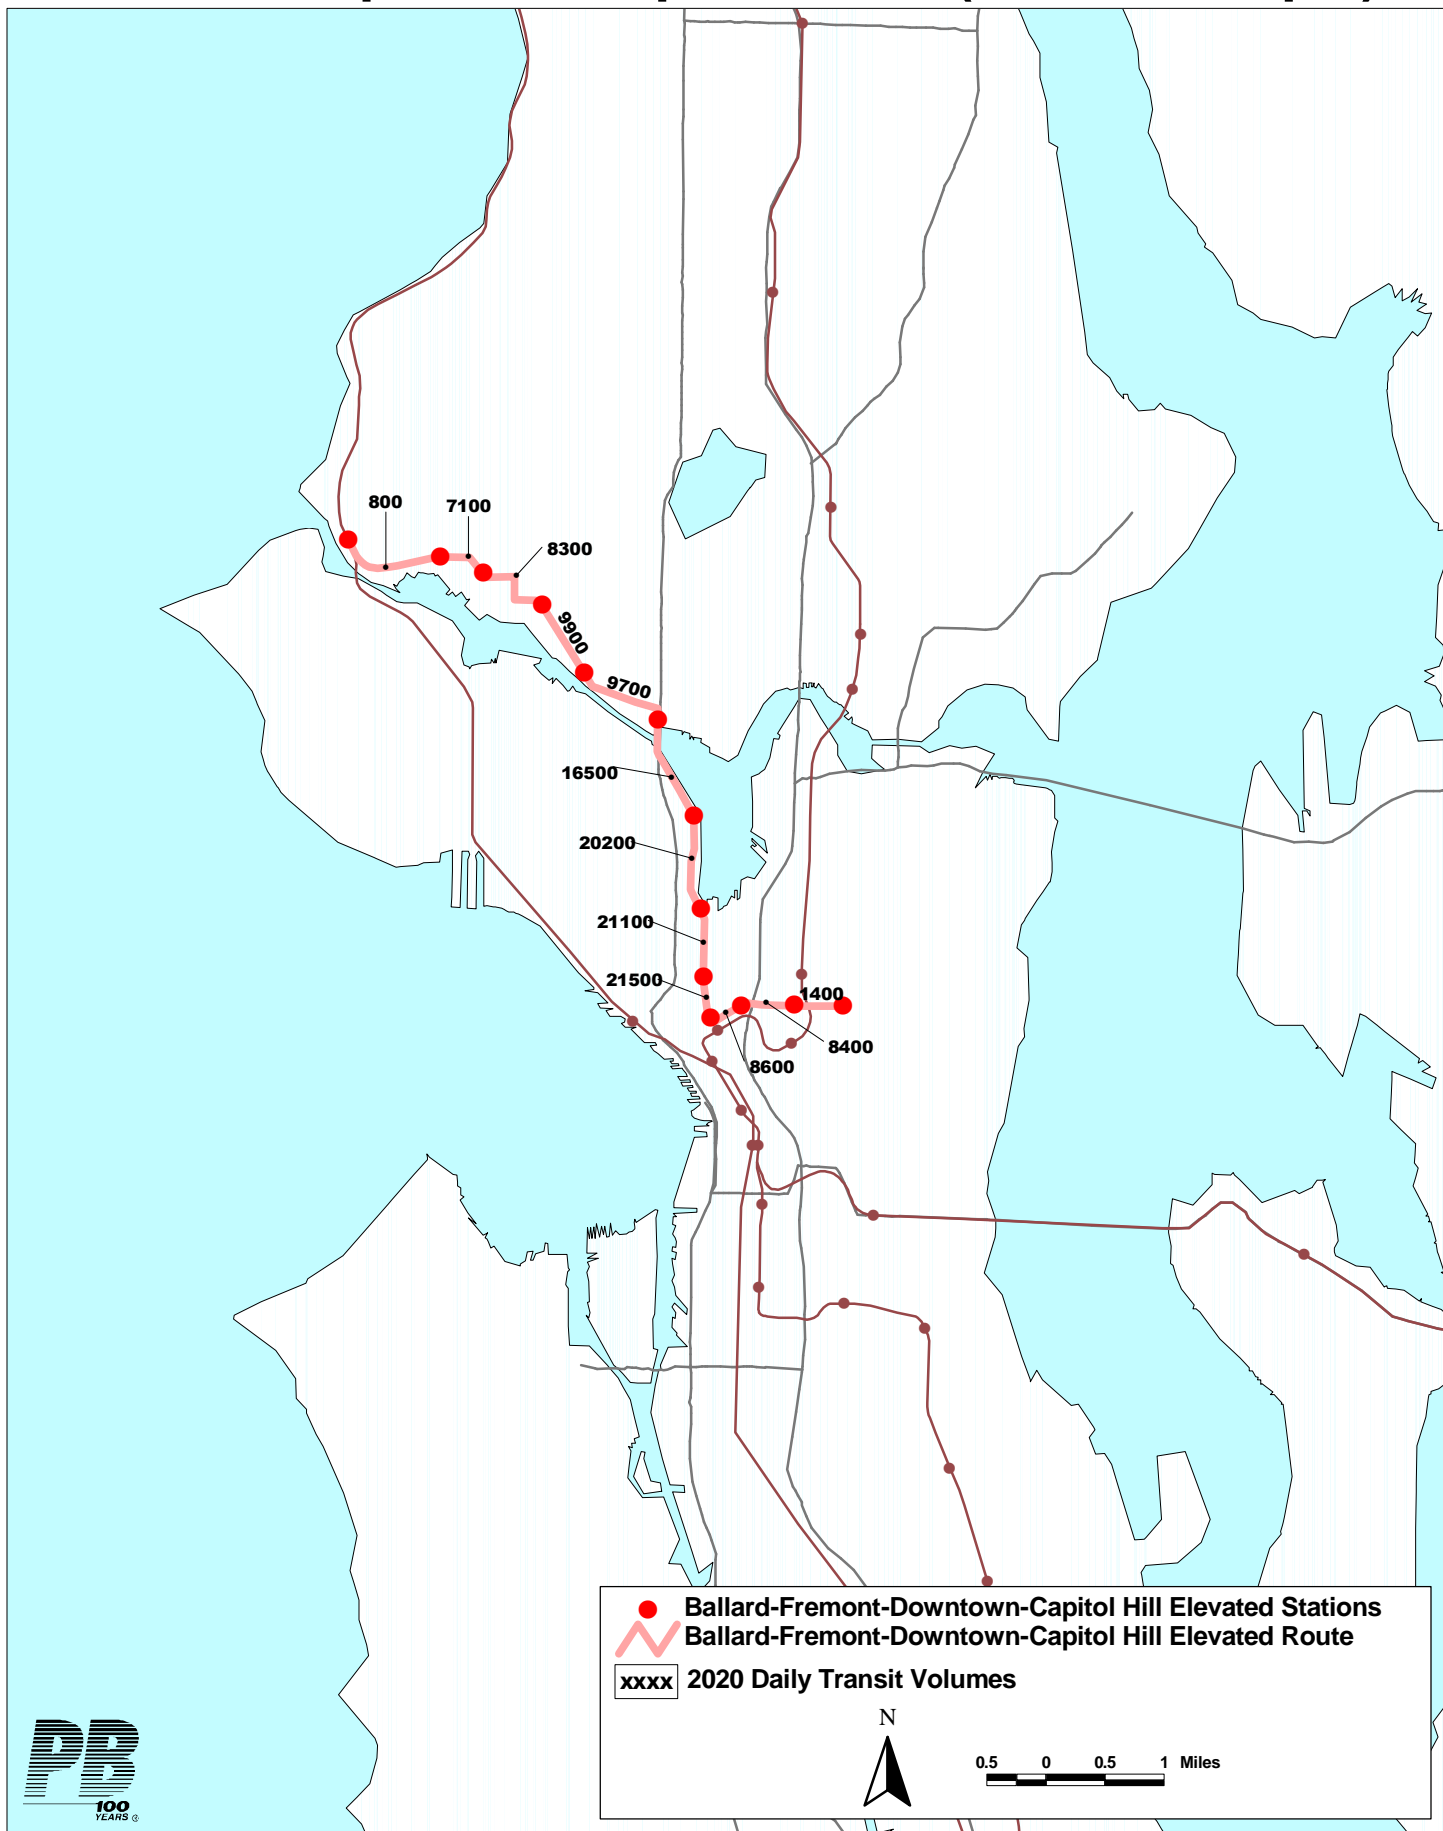 800
7100
8300
9900
9700
16500
20200
21100
21500
1400
8400
8600
Ballard-Fremont-Downtown-Capitol Hill Elevated Stations
Ballard-Fremont-Downtown-Capitol Hill Elevated Route
xxxx 2020 Daily Transit Volumes
N
0.5 0 0.5 1 Miles
PB
100
YEARS